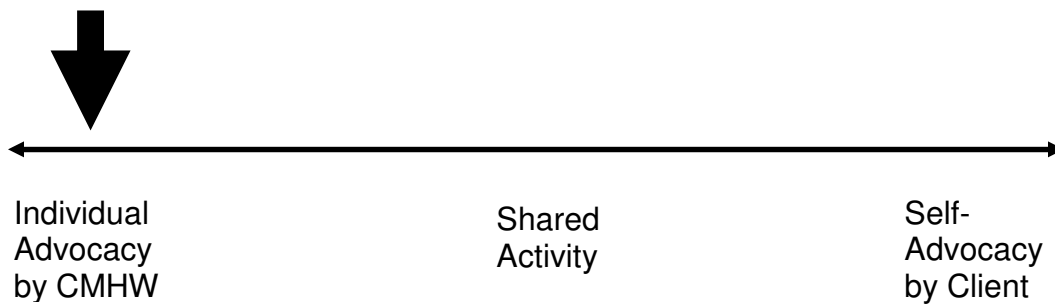 Individual
Advocacy
by CMHW
Shared
Activity
Self-
Advocacy
by Client